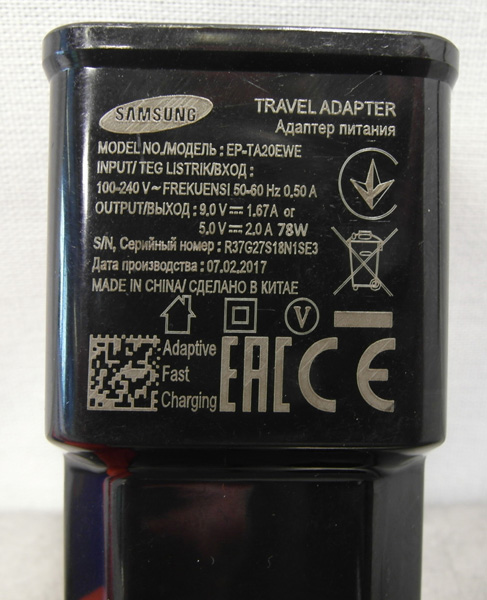 SAMSUNG
TRAVEL ADAPTER
Адаптер питания
MODEL NO./МОДЕЛЬ : EP-TA20EWE
INPUT/ TEG LISTRIK/ВХОД :
100-240 V~ FREKUENSI 50-60 Hz 0.50 A
OUTPUT/ВЫХОД : 9.0 V⎓ 1.67A or
5.0 V⎓ 2.0 A 78W
S/N, Серийный номер : R37G27S18N1SE3
Дата производства : 07.02.2017
MADE IN CHINA/ СДЕЛАНО В КИТАЕ
V
Adaptive
Fast
Charging
EAC CE